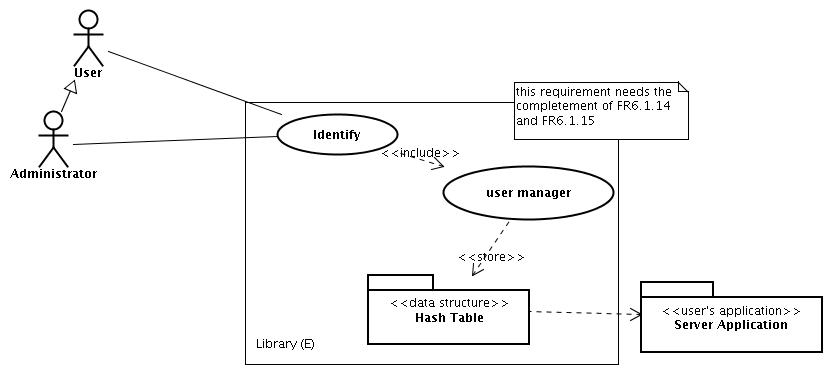 User
Administrator
this requirement needs the
completement of FR6.1.14
and FR6.1.15
Identify
<<include>>
user manager
<<store>>
<<data structure>>
Hash Table
<<user's application>>
Server Application
Library (E)